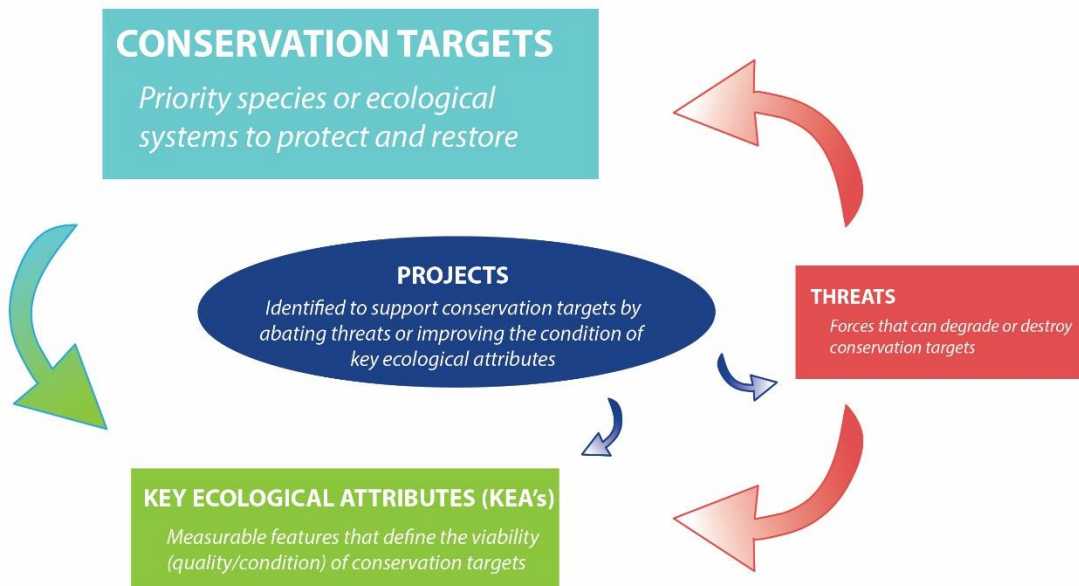 CONSERVATION TARGETS
Priority species or ecological
systems to protect and restore
PROJECTS
Identified to support conservation targets by
abating threats or improving the condition of
key ecological attributes
THREATS
Forces that can degrade or destroy
conservation targets
KEY ECOLOGICAL ATTRIBUTES (KEA's)
Measurable features that define the viability
(quality/condition) of conservation targets